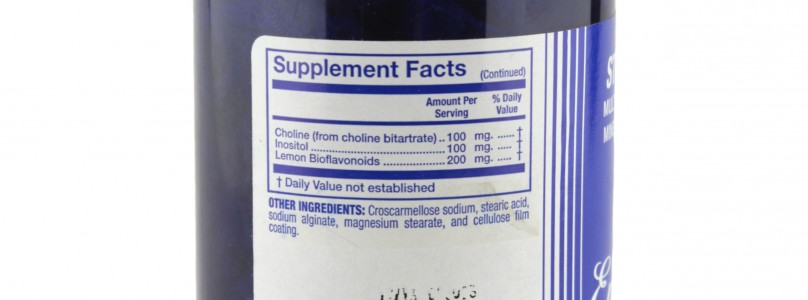 Supplement Facts (Continued)
Amount Per % Daily
Serving Value
Choline (from choline bitartrate) .. 100 mg. ..... †
Inositol ........................ 100 mg. ..... †
Lemon Bioflavonoids ............... 200 mg. ..... †
† Daily Value not established
OTHER INGREDIENTS: Croscarmellose sodium, stearic acid,
sodium alginate, magnesium stearate, and cellulose film
coating.